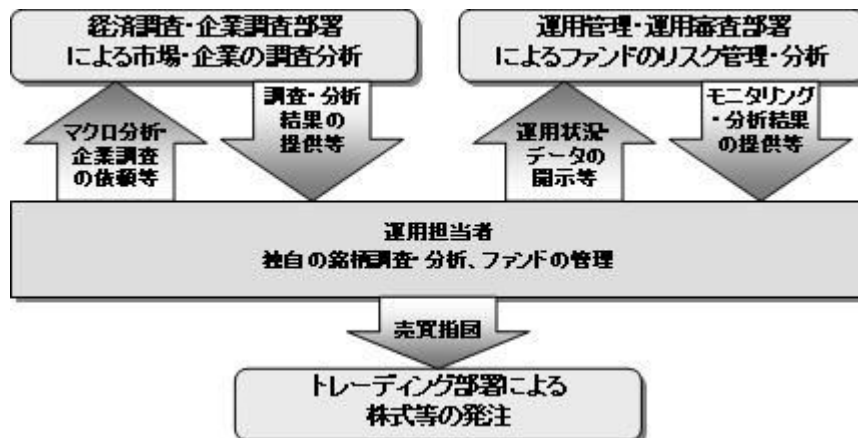 経済調査・企業調査部署
による市場・企業の調査分析
運用管理・運用審査部署
によるファンドのリスク管理・分析
マクロ分析・
企業調査
の依頼等
調査・分析
結果の
提供等
運用状況・
データの
開示等
モニタリング
・分析結果
の提供等
運用担当者
独自の銘柄調査・分析、ファンドの管理
売買指図
トレーディング部署による
株式等の発注